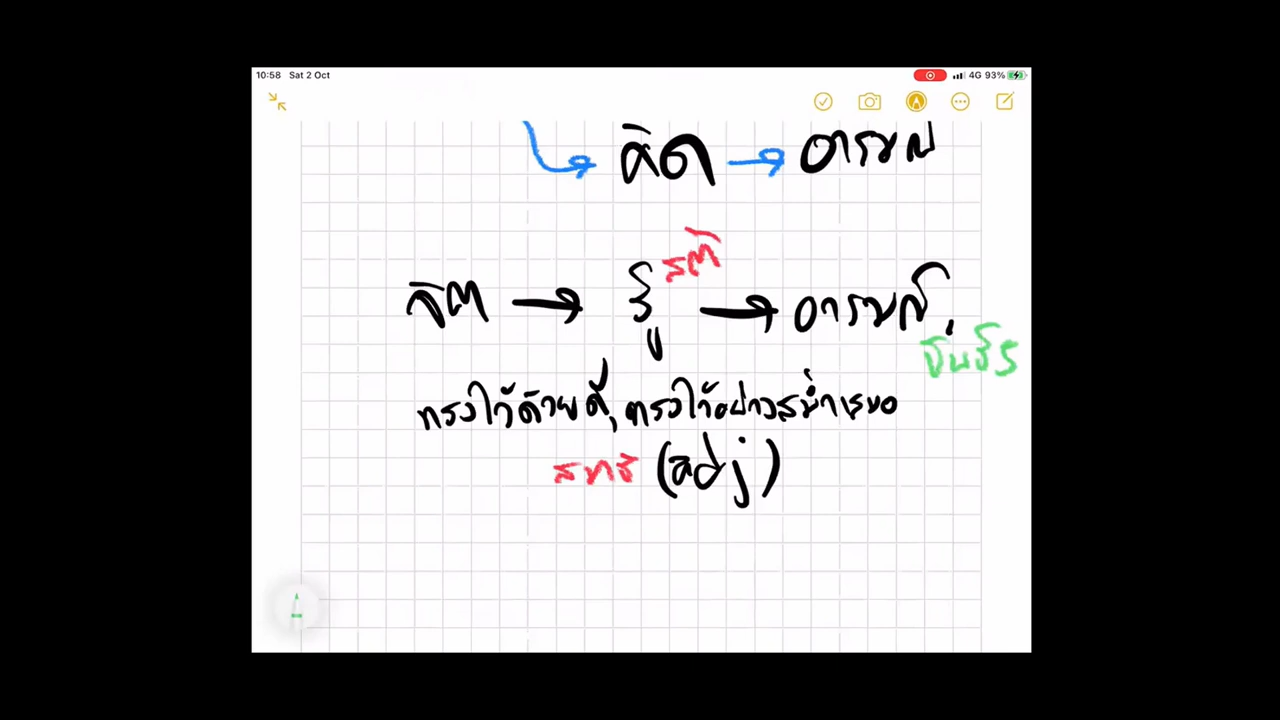 10:58 Sat 2 Oct 4G 93%
คิด → อารมณ์
สติ
จิต → รู้ → อารมณ์
ทรงไว้ด้วยดี, ทรงไว้อย่างสม่ำเสมอ
(adj)